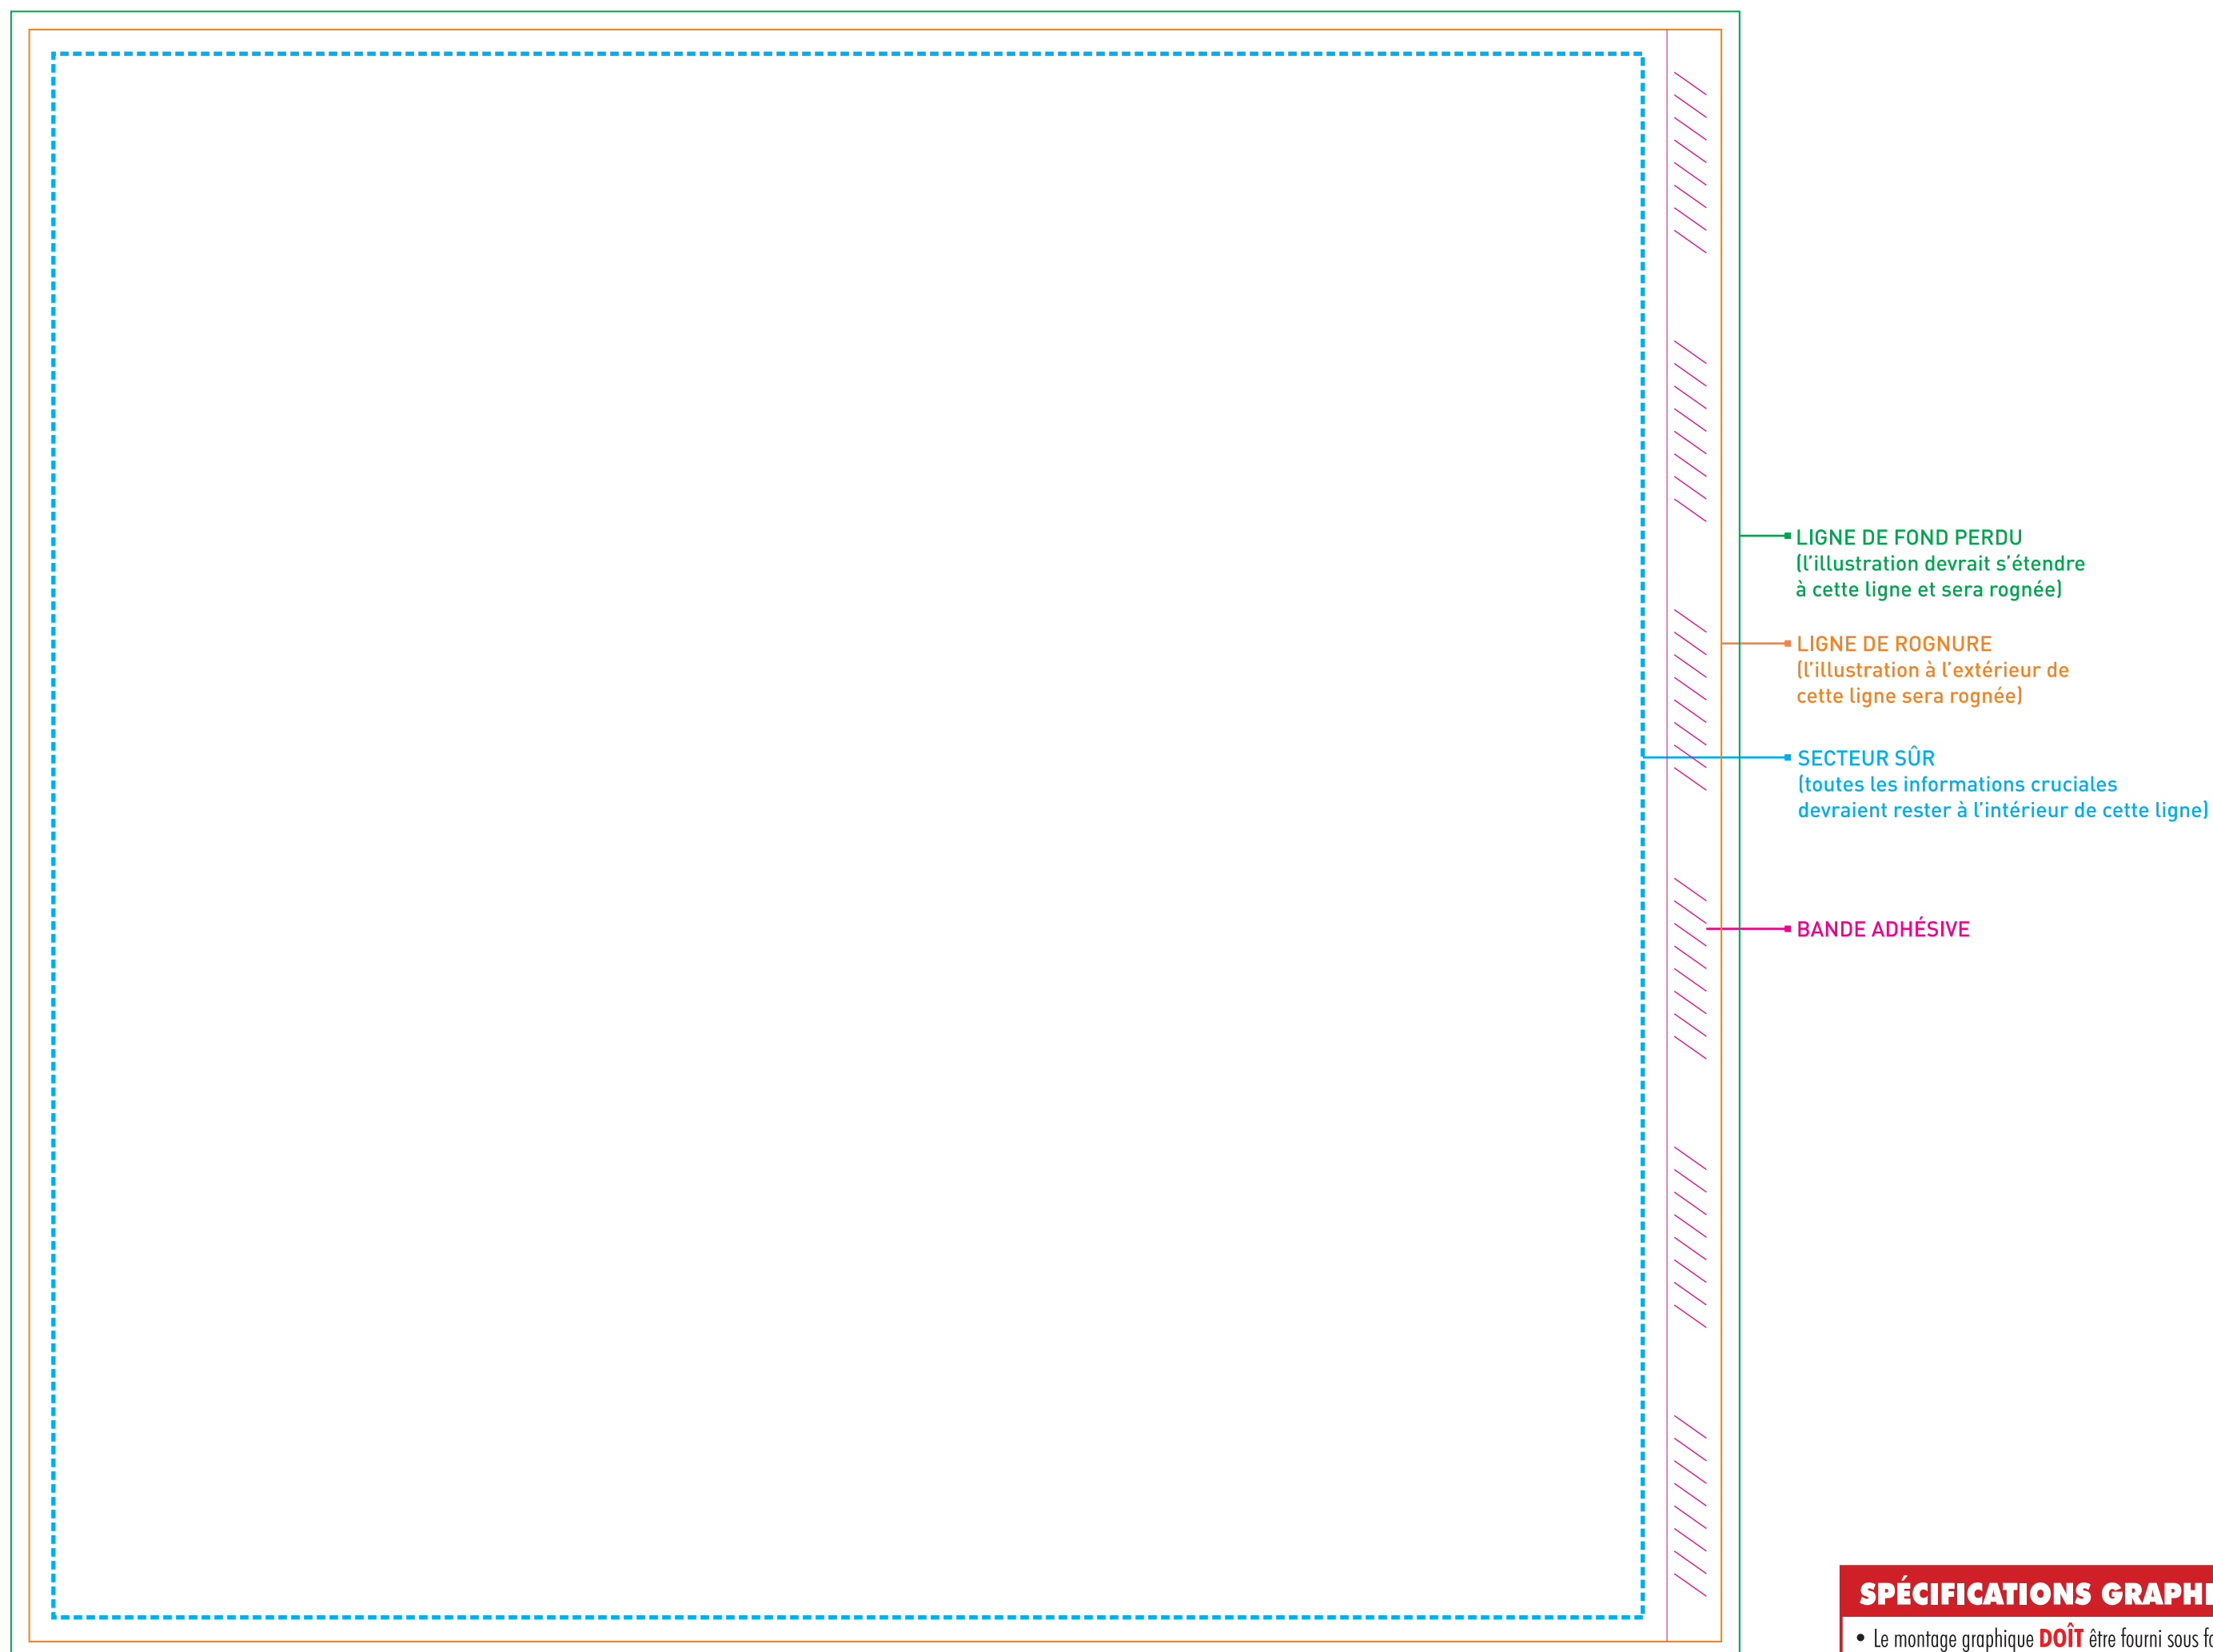 LIGNE DE FOND PERDU
(l'illustration devrait s'étendre
à cette ligne et sera rognée)
LIGNE DE ROGNURE
(l'illustration à l'extérieur de
cette ligne sera rognée)
SECTEUR SÛR
(toutes les informations cruciales
devraient rester à l'intérieur de cette ligne)
BANDE ADHÉSIVE
SPÉCIFICATIONS
• Le montage graphique DOÎT être fourni sous